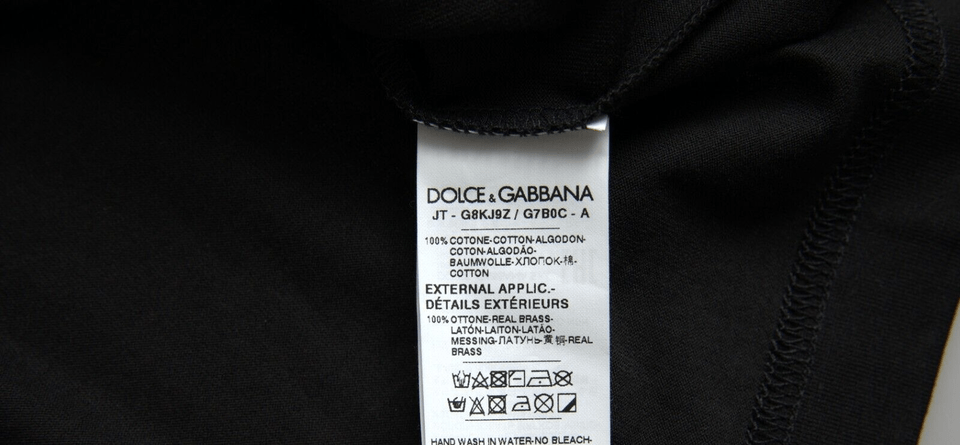 DOLCE & GABBANA
JT - G8KJ9Z / G7B0C - A
100% COTONE-COTTON-ALGODON-
COTON-ALGODÃO-
BAUMWOLLE-ХЛОПОК-棉-
COTTON
EXTERNAL APPLIC.-
DÉTAILS EXTÉRIEURS
100% OTTONE-REAL BRASS-
LATÓN-LAITON-LATÃO-
MESSING-ЛАТУНЬ-黄铜-REAL
BRASS
HAND WASH IN WATER-NO BLEACH-